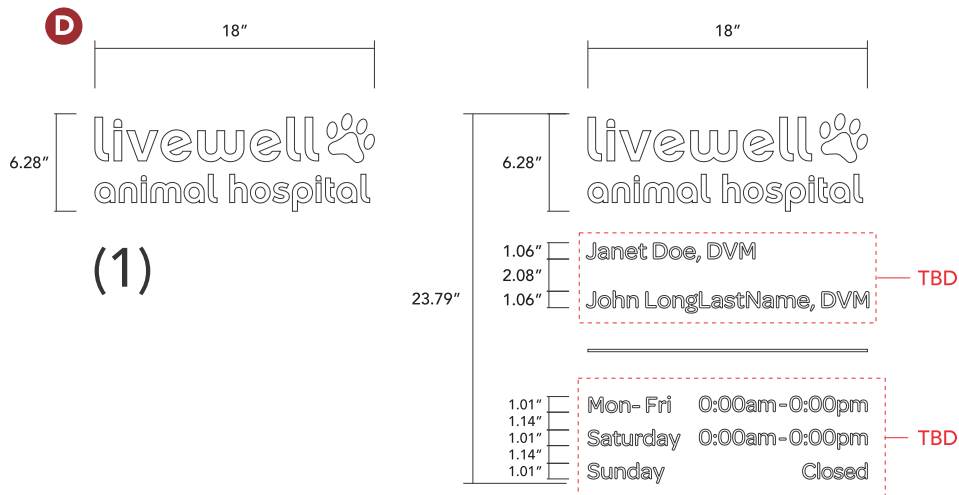 D
18”
6.28”
livewell
animal hospital
(1)
18”
23.79”
6.28”
livewell
animal hospital
1.06” Janet Doe, DVM
2.08”
1.06” John LongLastName, DVM
TBD
1.01” Mon- Fri 0:00am-0:00pm
1.14”
1.01” Saturday 0:00am-0:00pm
1.14”
1.01” Sunday Closed
TBD